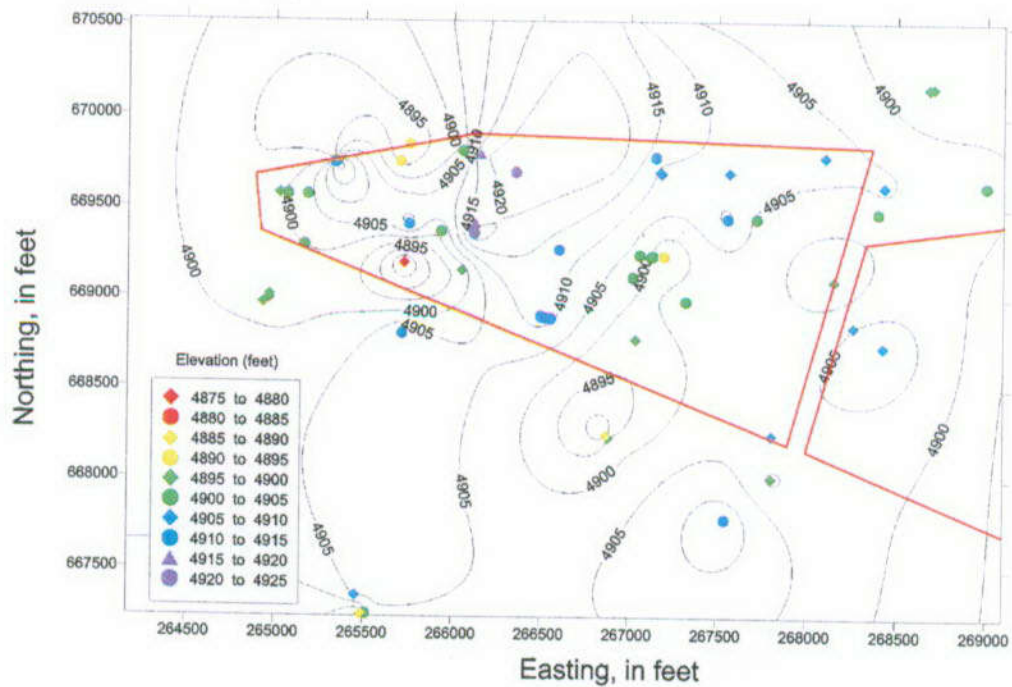 670500
670000
669500
669000
668500
668000
667500
Northing, in feet
264500 265000 265500 266000 266500 267000 267500 268000 268500 269000
Easting, in feet
4895
4900
4910
4905
4915
4910
4905
4900
4915
4920
4905
4900
4905
4895
4900
4900
4905
4910
4905
4900
4905
4895
4900
4905
4900
4905
4905
4905
Elevation (feet)
4875 to 4880
4880 to 4885
4885 to 4890
4890 to 4895
4895 to 4900
4900 to 4905
4905 to 4910
4910 to 4915
4915 to 4920
4920 to 4925